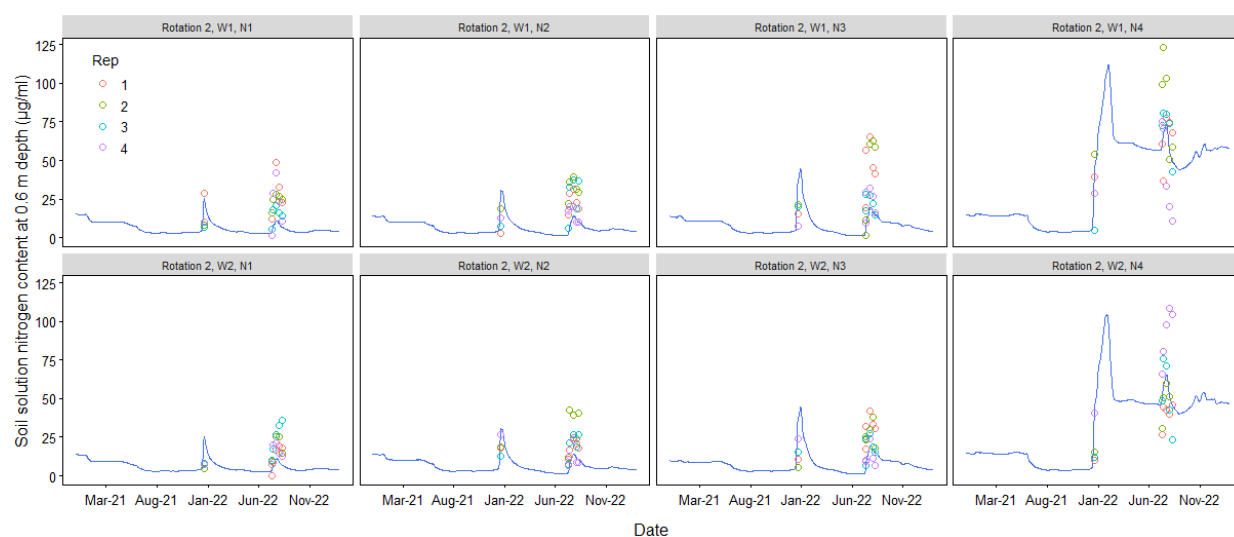 Rotation 2, W1, N1
Rotation 2, W1, N2
Rotation 2, W1, N3
Rotation 2, W1, N4
Soil solution nitrogen content at 0.6 m depth (µg/ml)
125
100
75
50
25
0
Rep
1
2
3
4
Rotation 2, W2, N1
Rotation 2, W2, N2
Rotation 2, W2, N3
Rotation 2, W2, N4
125
100
75
50
25
0
Mar-21 Aug-21 Jan-22 Jun-22 Nov-22
Mar-21 Aug-21 Jan-22 Jun-22 Nov-22
Mar-21 Aug-21 Jan-22 Jun-22 Nov-22
Mar-21 Aug-21 Jan-22 Jun-22 Nov-22
Date